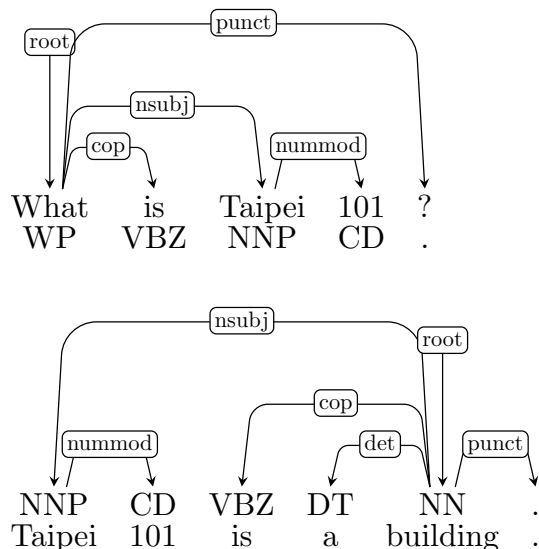 punct
root
nsubj
cop nummod
What is Taipei 101 ?
WP VBZ NNP CD .
nsubj
root
cop
nummod det punct
NNP CD VBZ DT NN .
Taipei 101 is a building .